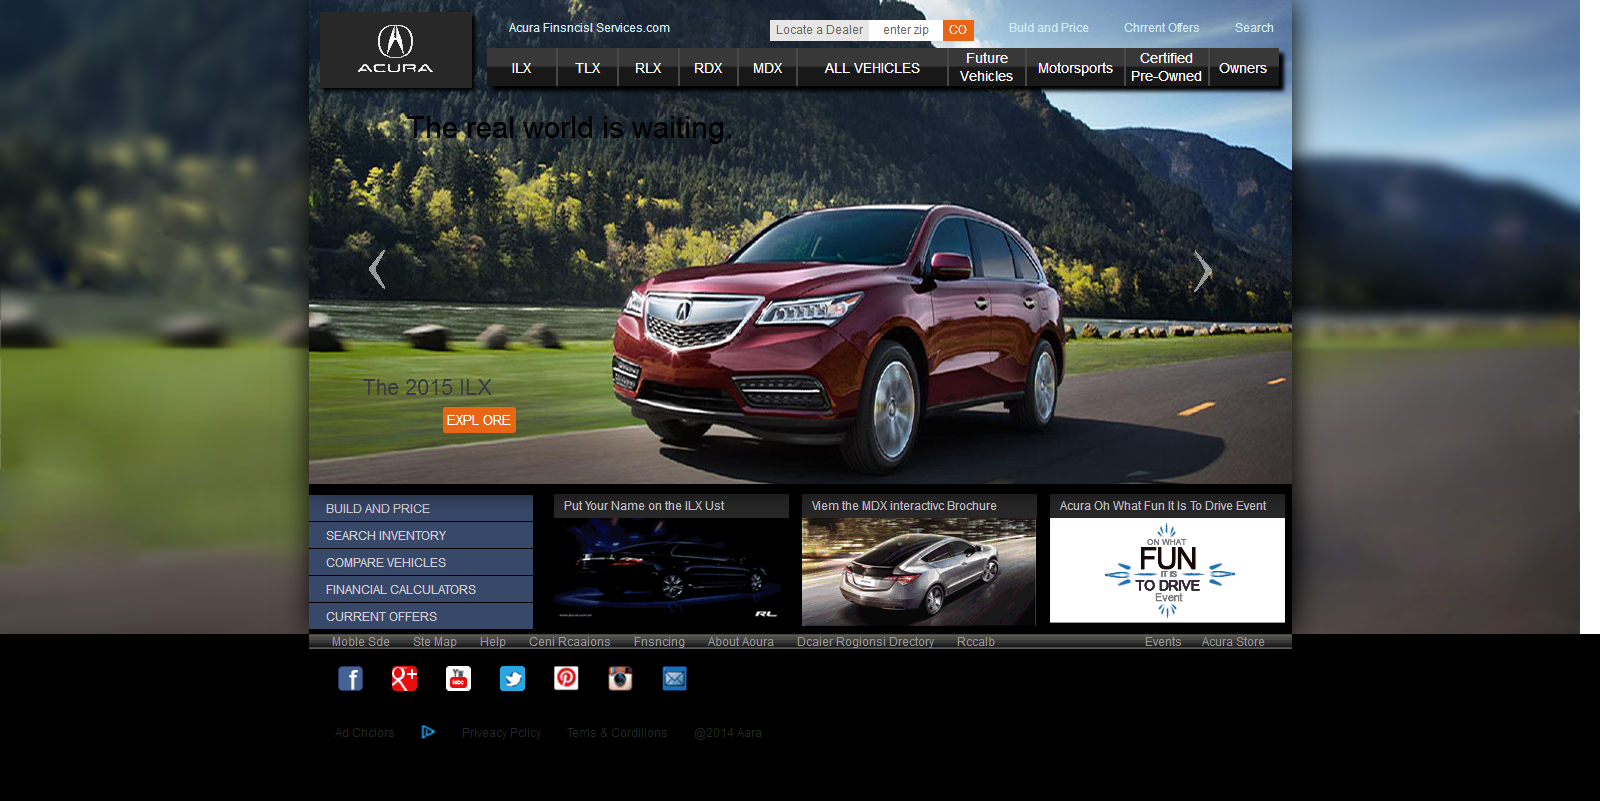 Acura Finsncisl Services.com
Locate a Dealer
enter zip
CO
Buld and Price
Chrrent Offers
Search
ACURA
ILX
TLX
RLX
RDX
MDX
ALL VEHICLES
Future
Vehicles
Motorsports
Certified
Pre-Owned
Owners
The real world is waiting.
The 2015 ILX
EXPL ORE
BUILD AND PRICE
SEARCH INVENTORY
COMPARE VEHICLES
FINANCIAL CALCULATORS
CURRENT OFFERS
Put Your Name on the ILX Ust
RL
Viem the MDX interactivc Brochure
Acura Oh What Fun It Is To Drive Event
ON WHAT
FUN
IT IS
TO DRIVE
Event
Moble Sde
Ste Map
Help
Ceni Rcaaions
Fnsncing
About Aoura
Dcaier Rogionsi Drectory
Rccalb
Events
Acura Store
You
Ad Chciors
Priveacy Pclicy
Tems & Cordilions
@2014 Aara